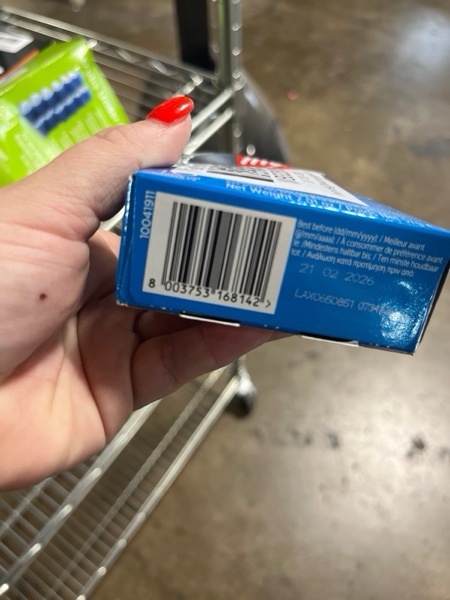 Net Weight
10041911
8 003753 168142 >
Best before (dd/mm/yyyy): / Meilleur avant
(jj/mm/aaaa) / À consommer de préférence avant
le /Mindestens haltbar bis: / Ten minste houdbaar
tot: / Ανάλωση κατά προτίμηση πριν από
21 02 2026
LAX0650851